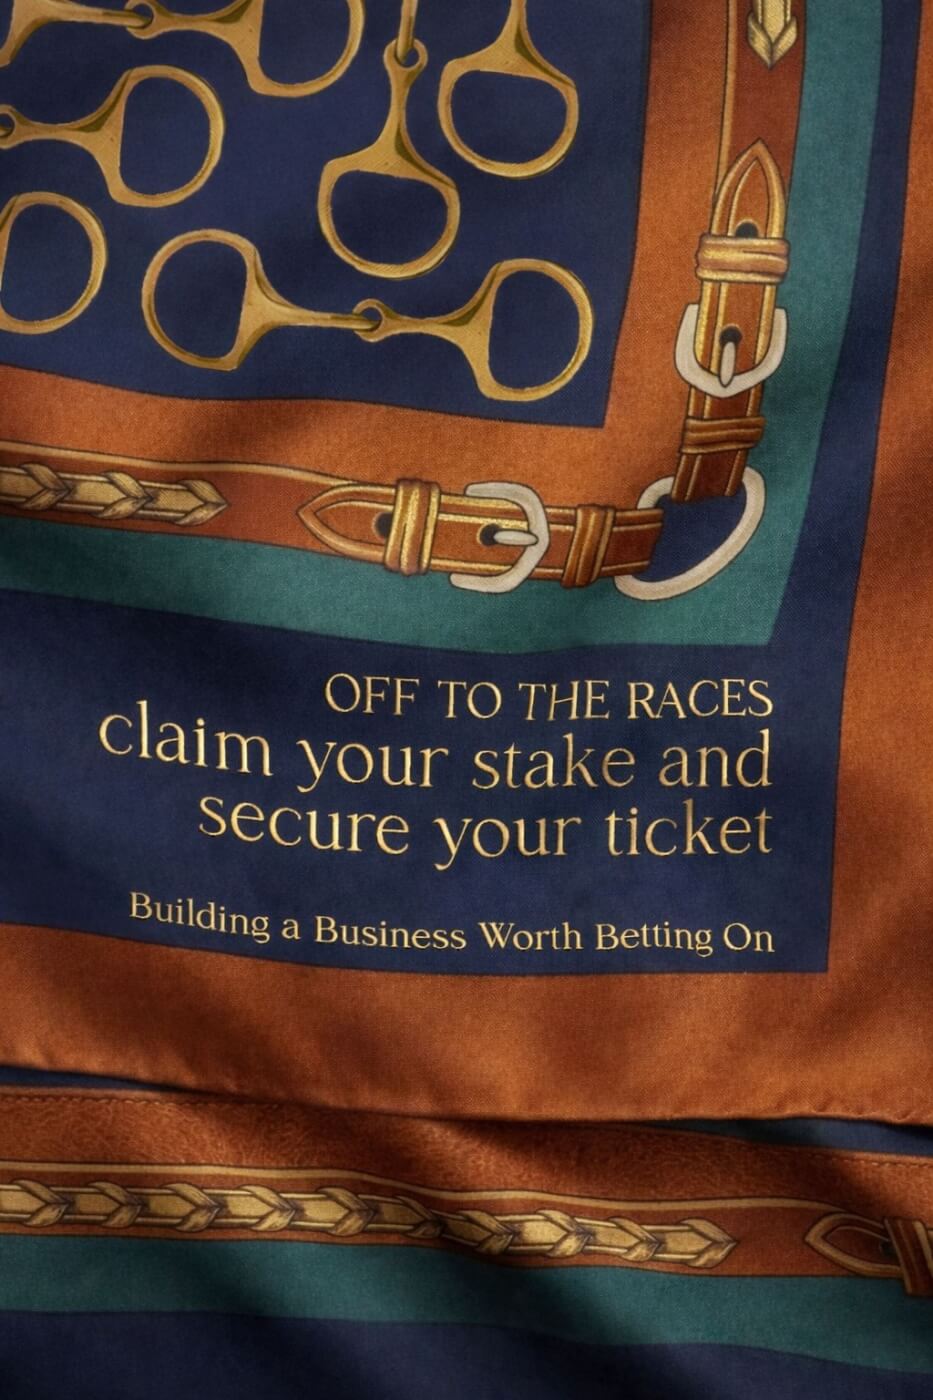 OFF TO THE RACES
claim your stake and
secure your ticket
Building a Business Worth Betting On